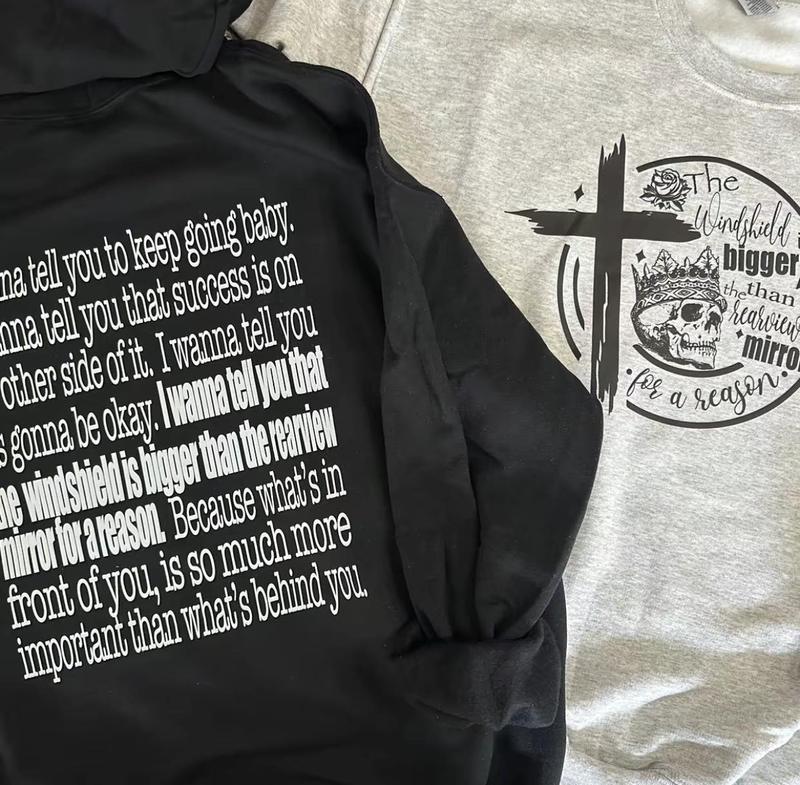 na tell you to keep going baby.
nna tell you that success is on
other side of it. I wanna tell you
s gonna be okay. I wanna tell you that
he windshield is bigger than the rearview
mirror for a reason. Because what's in
front of you, is so much more
important than what's behind you.
The
Windshield
bigger
than
the
rearview
mirror
for a reason